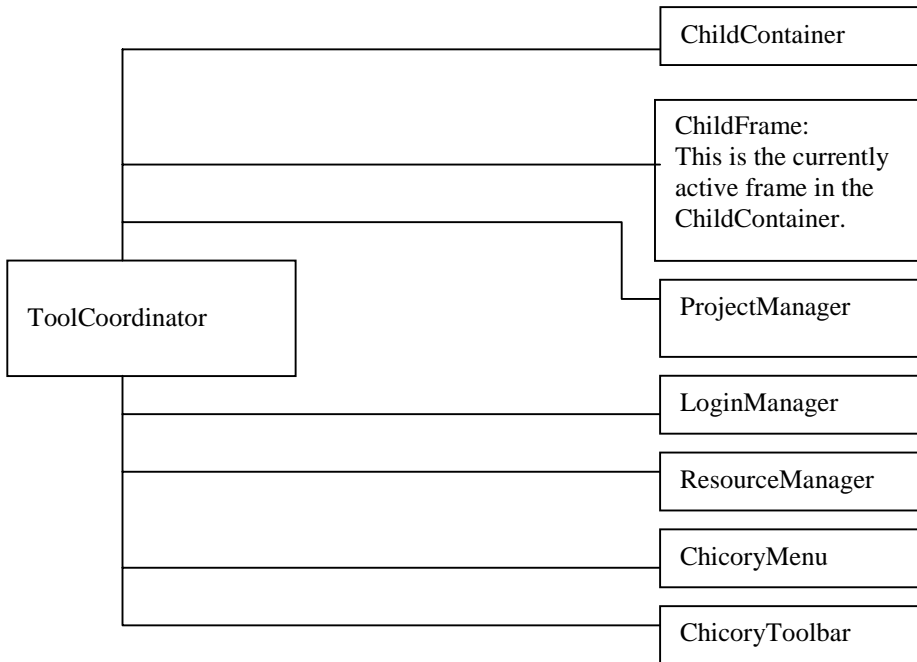 ChildContainer
ChildFrame:
This is the currently
active frame in the
ChildContainer.
ToolCoordinator
ProjectManager
LoginManager
ResourceManager
ChicoryMenu
ChicoryToolbar